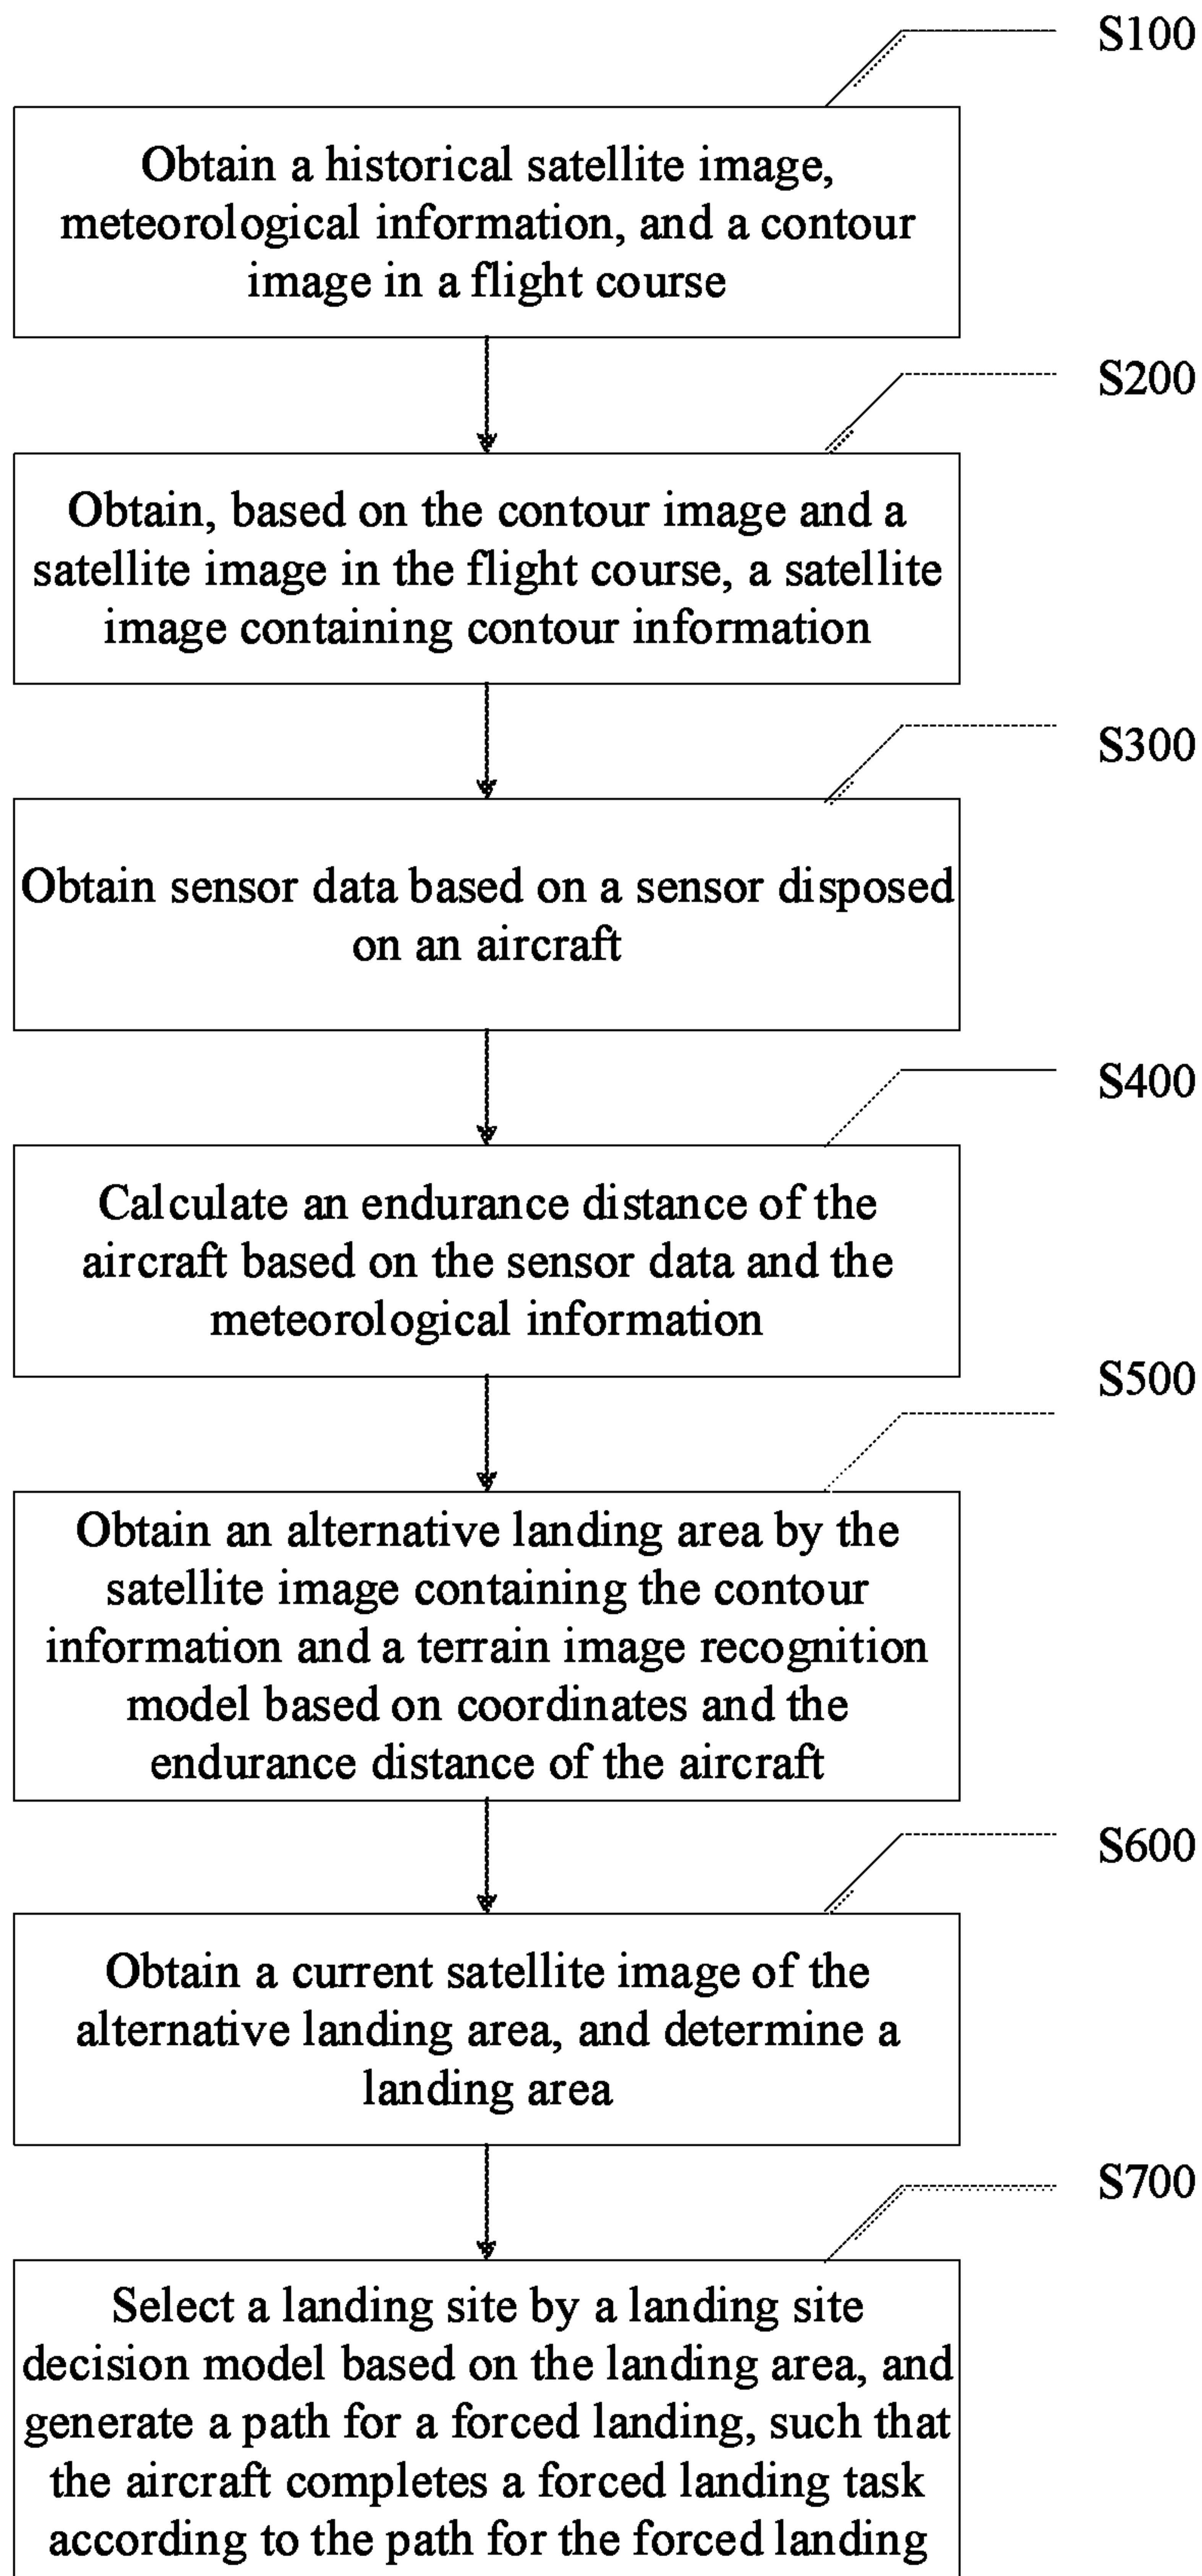 S100
Obtain a historical satellite image,
meteorological information, and a contour
image in a flight course
S200
Obtain, based on the contour image and a
satellite image in the flight course, a satellite
image containing contour information
S300
Obtain sensor data based on a sensor disposed
on an aircraft
S400
Calculate an endurance distance of the
aircraft based on the sensor data and the
meteorological information
S500
Obtain an alternative landing area by the
satellite image containing the contour
information and a terrain image recognition
model based on coordinates and the
endurance distance of the aircraft
S600
Obtain a current satellite image of the
alternative landing area, and determine a
landing area
S700
Select a landing site by a landing site
decision model based on the landing area, and
generate a path for a forced landing, such that
the aircraft completes a forced landing task
according to the path for the forced landing